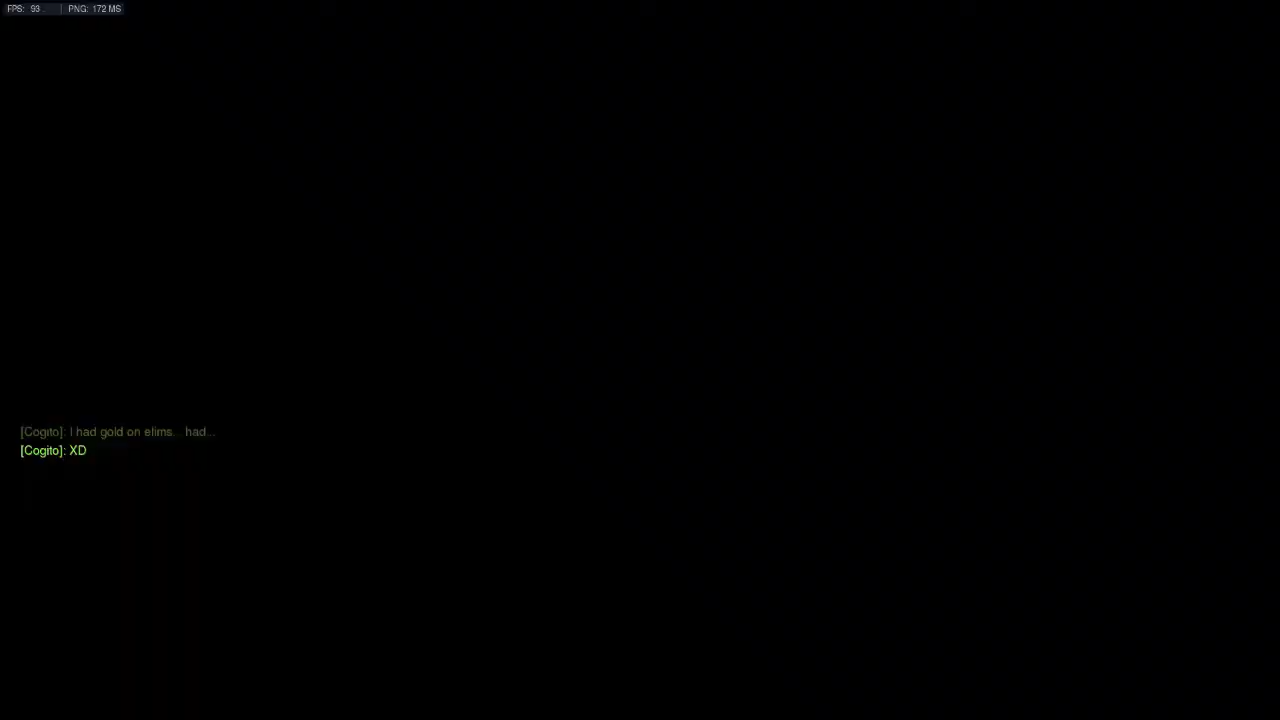 FPS: 93 | PNG: 172 MS
[Cogito]: I had gold on elims.. had...
[Cogito]: XD